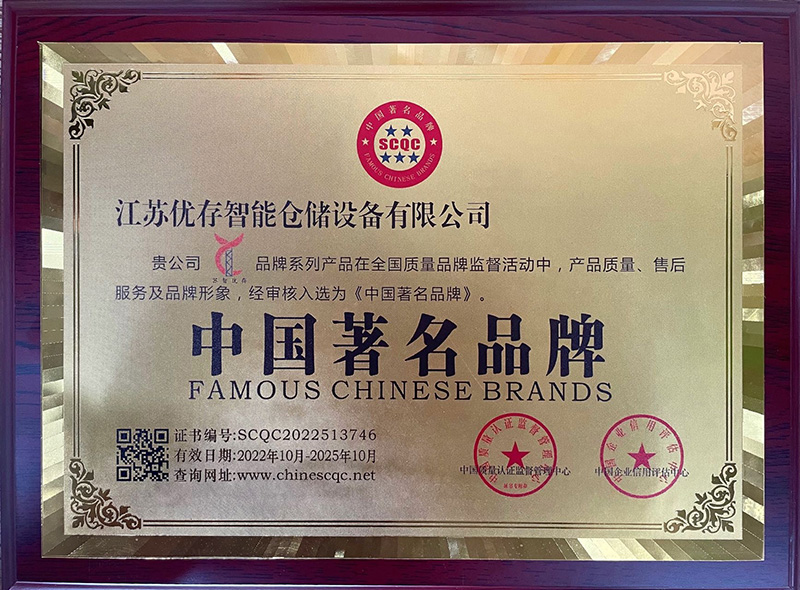 中国著名品牌
SCQC
FAMOUS CHINESE BRANDS
江苏优存智能仓储设备有限公司
贵公司 品牌系列产品在全国质量品牌监督活动中，产品质量、售后
服务及品牌形象，经审核入选为《中国著名品牌》。
中国著名品牌
FAMOUS CHINESE BRANDS
证书编号:SCQC2022513746
有效日期:2022年10月-2025年10月
查询网址:www.chinescqc.net
中国质量认证监督管理中心
中国企业信用评估中心